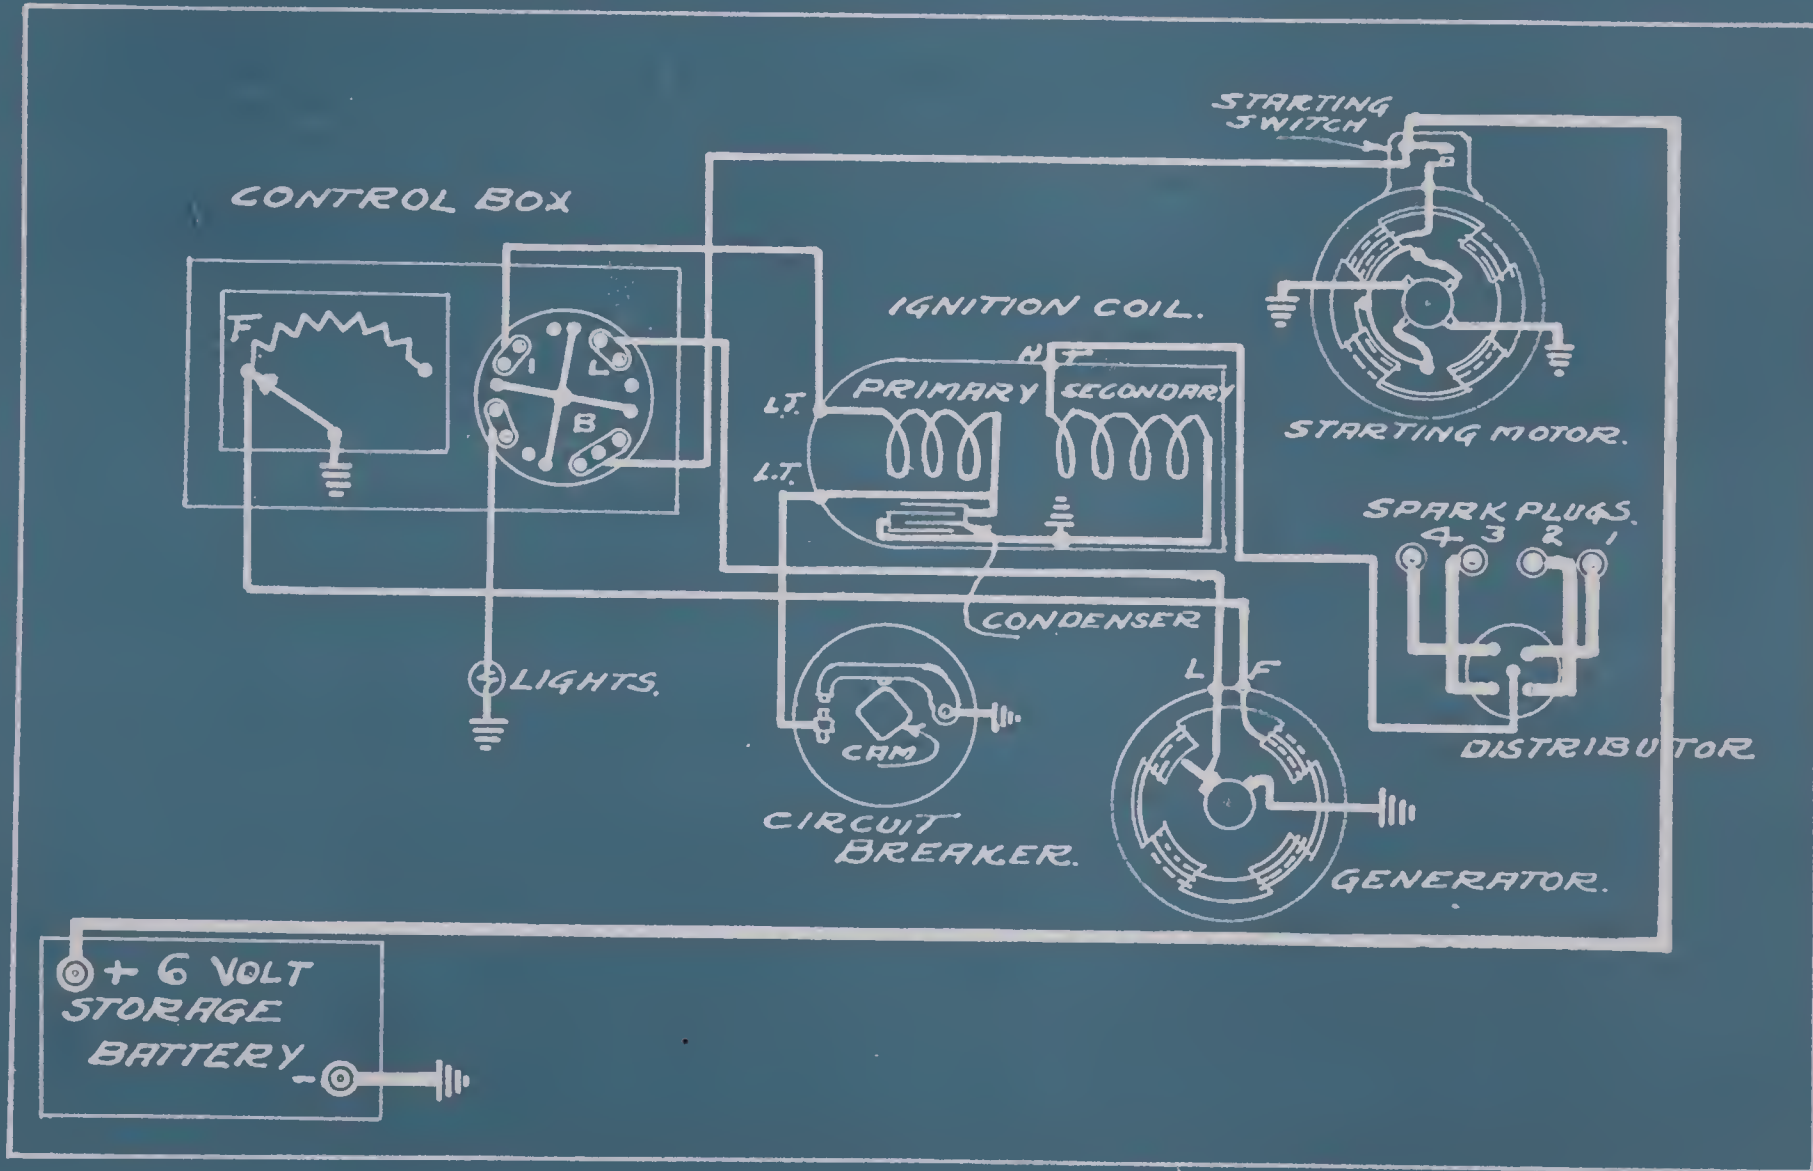 STARTING
SWITCH
CONTROL BOX
IGNITION COIL.
F
I
L
B
H T
PRIMARY
SECONDARY
L.T.
L.T.
STARTING MOTOR.
SPARK PLUGS.
4 3 2 1
CONDENSER
LIGHTS.
L F
CAM
DISTRIBUTOR
CIRCUIT
BREAKER.
GENERATOR.
+ 6 VOLT
STORAGE
BATTERY
-